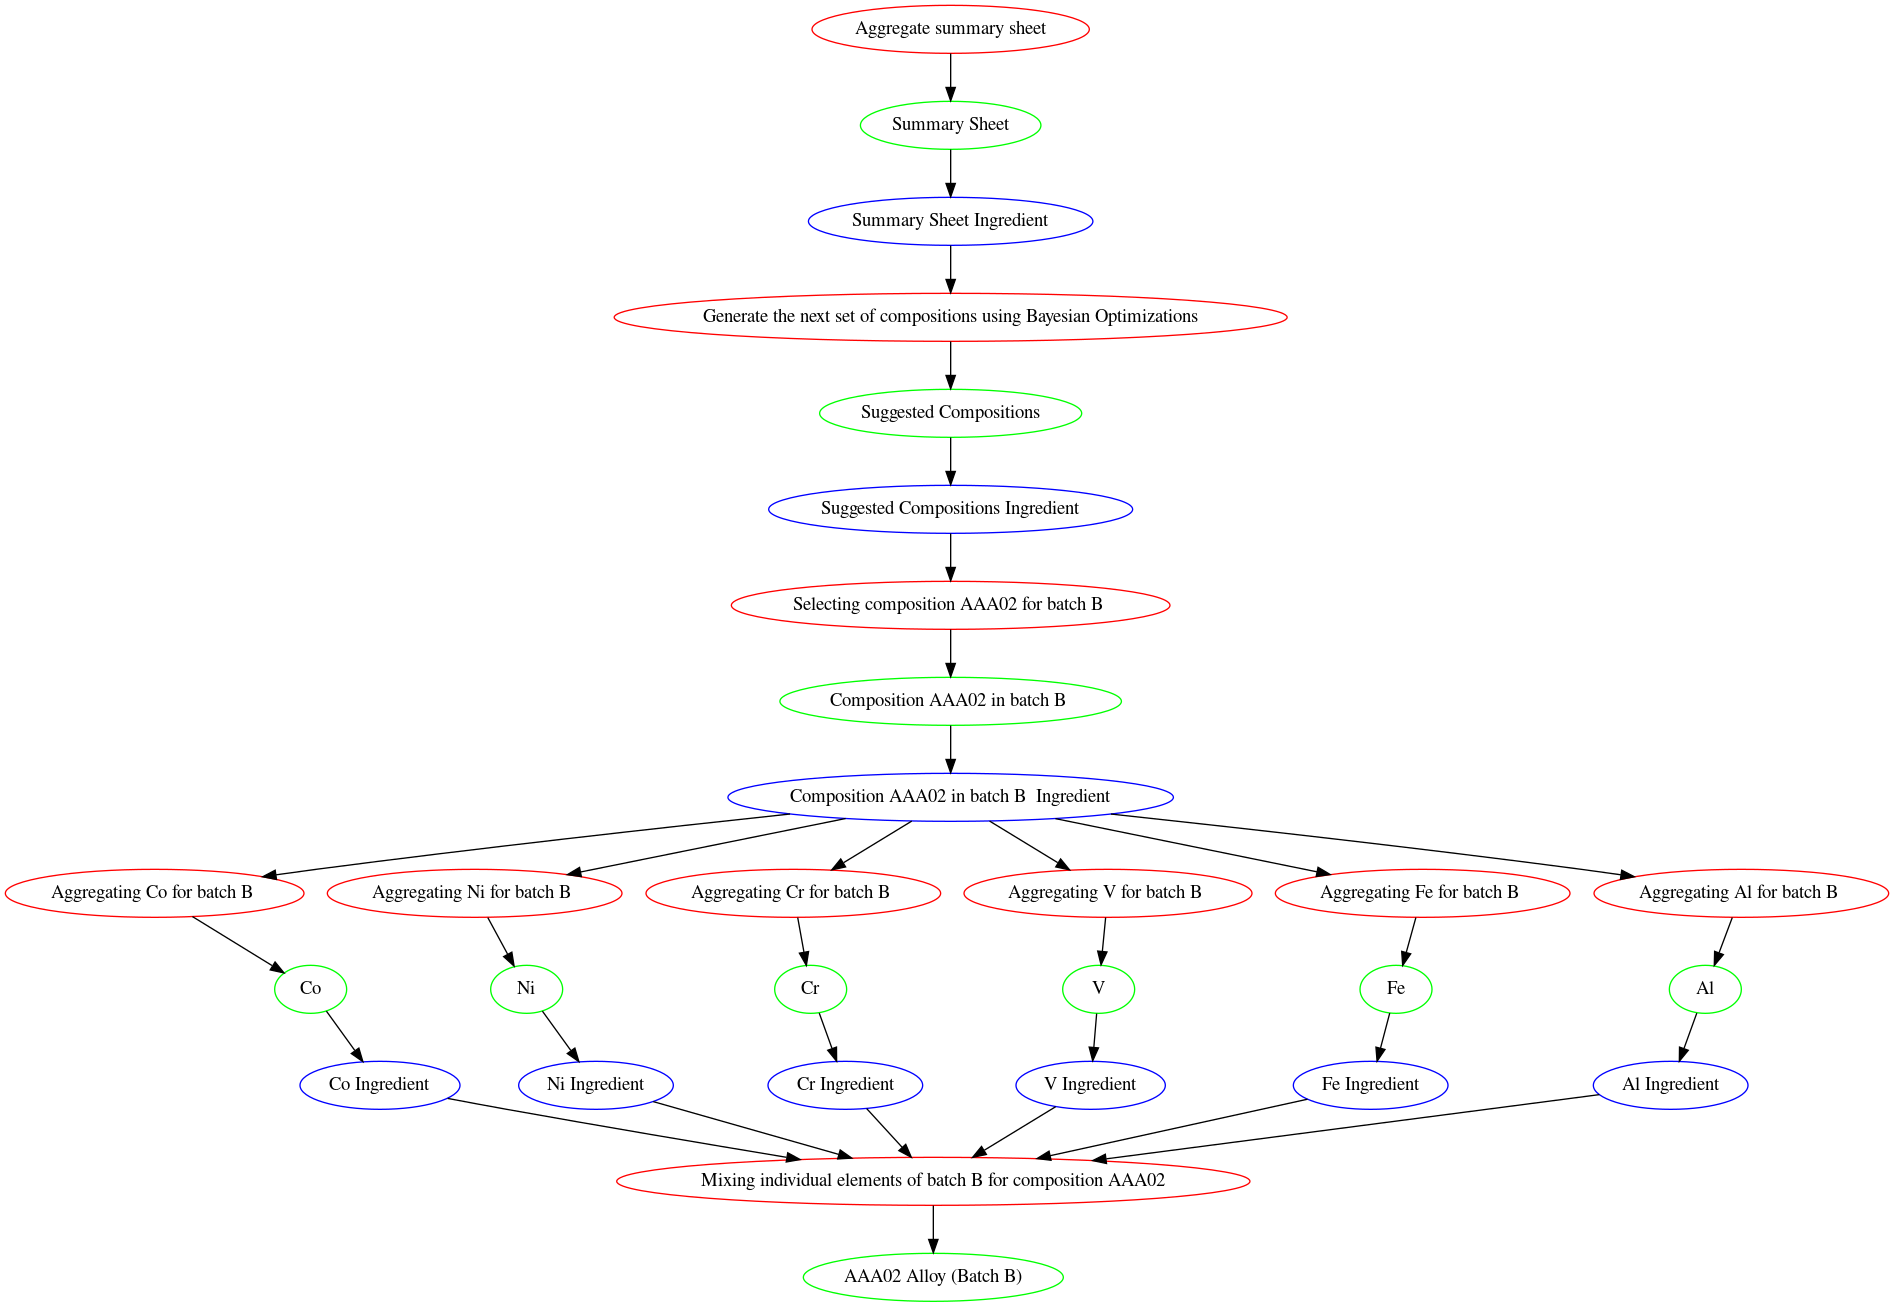 Aggregate summary sheet
Summary Sheet
Summary Sheet Ingredient
Generate the next set of compositions using Bayesian Optimizations
Suggested Compositions
Suggested Compositions Ingredient
Selecting composition AAA02 for batch B
Composition AAA02 in batch B
Composition AAA02 in batch B  Ingredient
Aggregating Co for batch B
Aggregating Ni for batch B
Aggregating Cr for batch B
Aggregating V for batch B
Aggregating Fe for batch B
Aggregating Al for batch B
Co
Ni
Cr
V
Fe
Al
Co Ingredient
Ni Ingredient
Cr Ingredient
V Ingredient
Fe Ingredient
Al Ingredient
Mixing individual elements of batch B for composition AAA02
AAA02 Alloy (Batch B)